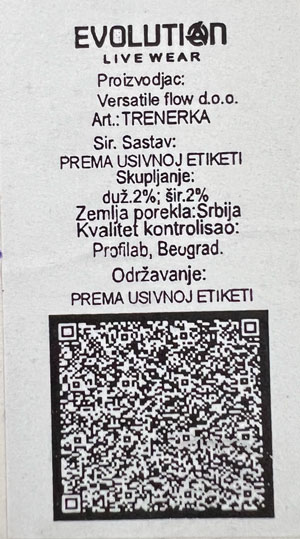 EVOLUTION
LIVE WEAR
Proizvodjac:
Versatile flow d.o.o.
Art.:TRENERKA
Sir. Sastav:
PREMA USIVNOJ ETIKETI
Skupljanje:
duž.2%; šir.2%
Zemlja porekla:Srbija
Kvalitet kontrolisao:
Profilab, Beugrad.
Održavanje:
PREMA USIVNOJ ETIKETI